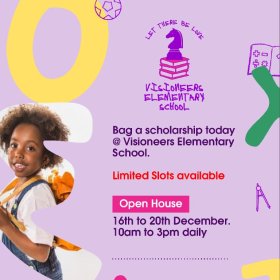 LET THERE BE LOVE
VISIONEERS
ELEMENTARY
SCHOOL
Bag a scholarship today
@ Visioneers Elementary
School.
Limited Slots available
Open House
16th to 20th December.
10am to 3pm daily